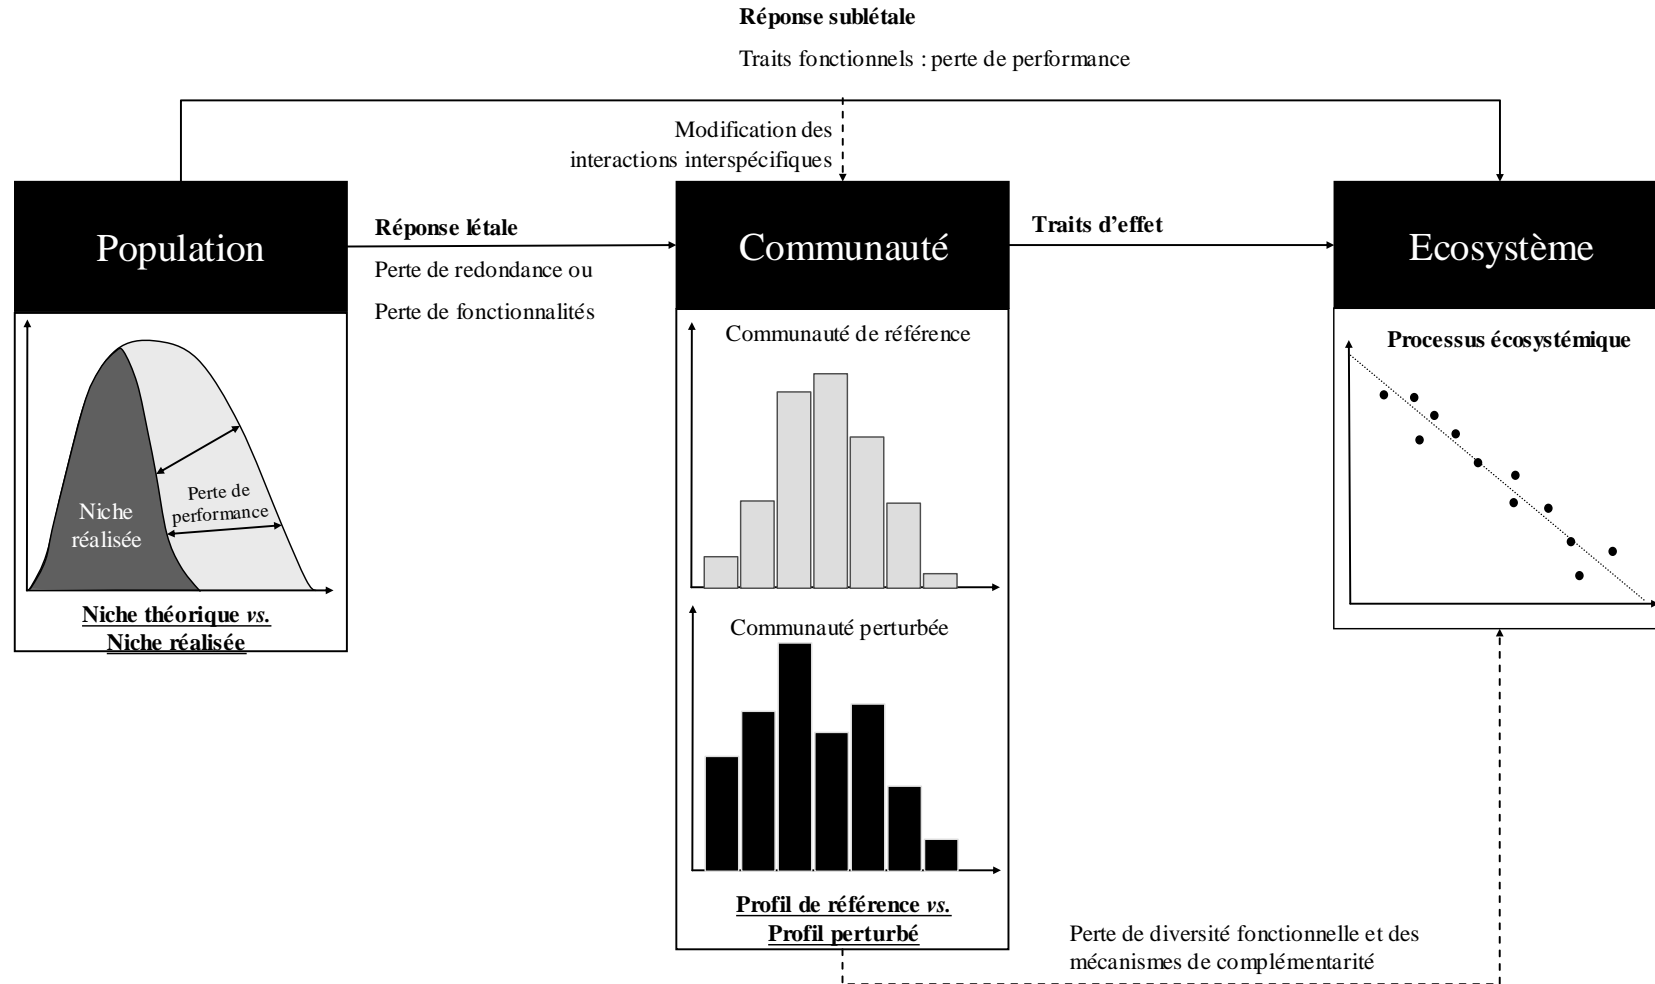 Réponse sublétale
Traits fonctionnels : perte de performance
Modification des
interactions interspécifiques
Population
Réponse létale
Perte de redondance ou
Perte de fonctionnalités
Communauté
Traits d’effet
Ecosystème
Niche
réalisée
Perte de
performance
Niche théorique vs.
Niche réalisée
Communauté de référence
Communauté perturbée
Profil de référence vs.
Profil perturbé
Processus écosystémique
Perte de diversité fonctionnelle et des
mécanismes de complémentarité